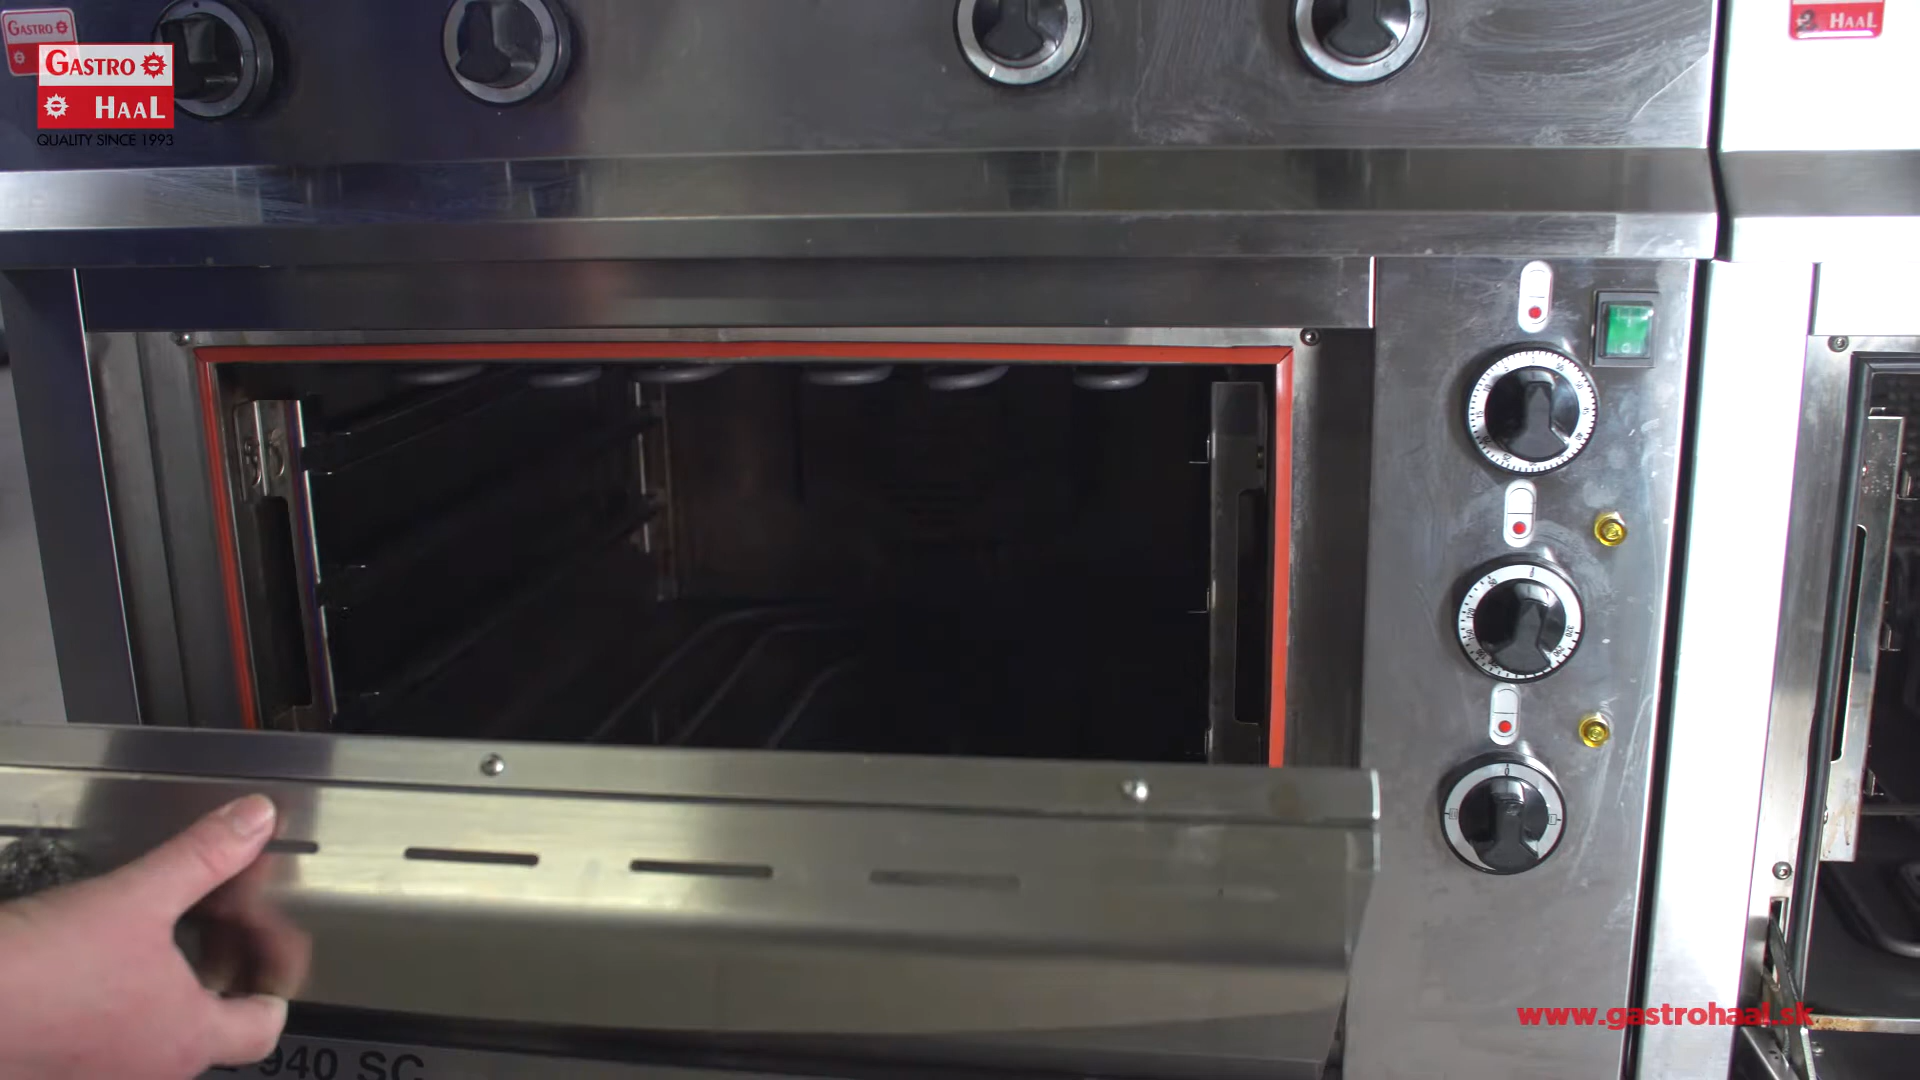 GASTRO
GASTRO
HAAL
QUALITY SINCE 1993
HAAL
940 SC
www.gastrohaal.sk